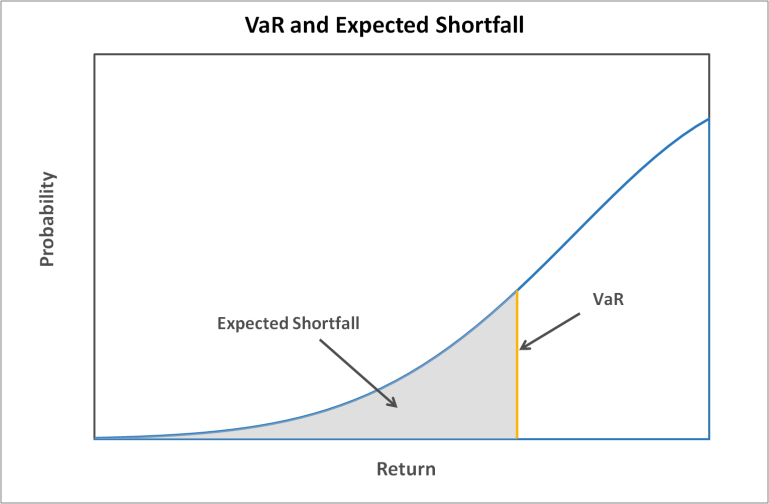 VaR and Expected Shortfall
Probability
Expected Shortfall
VaR
Return